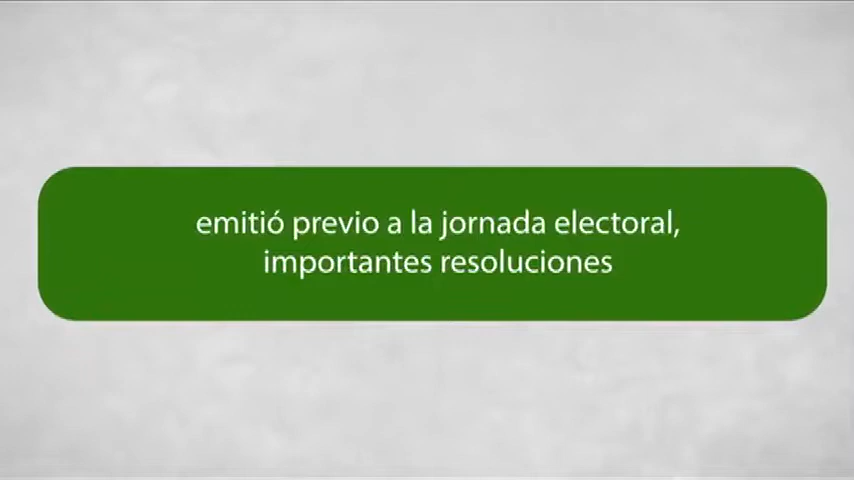 emitió previo a la jornada electoral,
importantes resoluciones